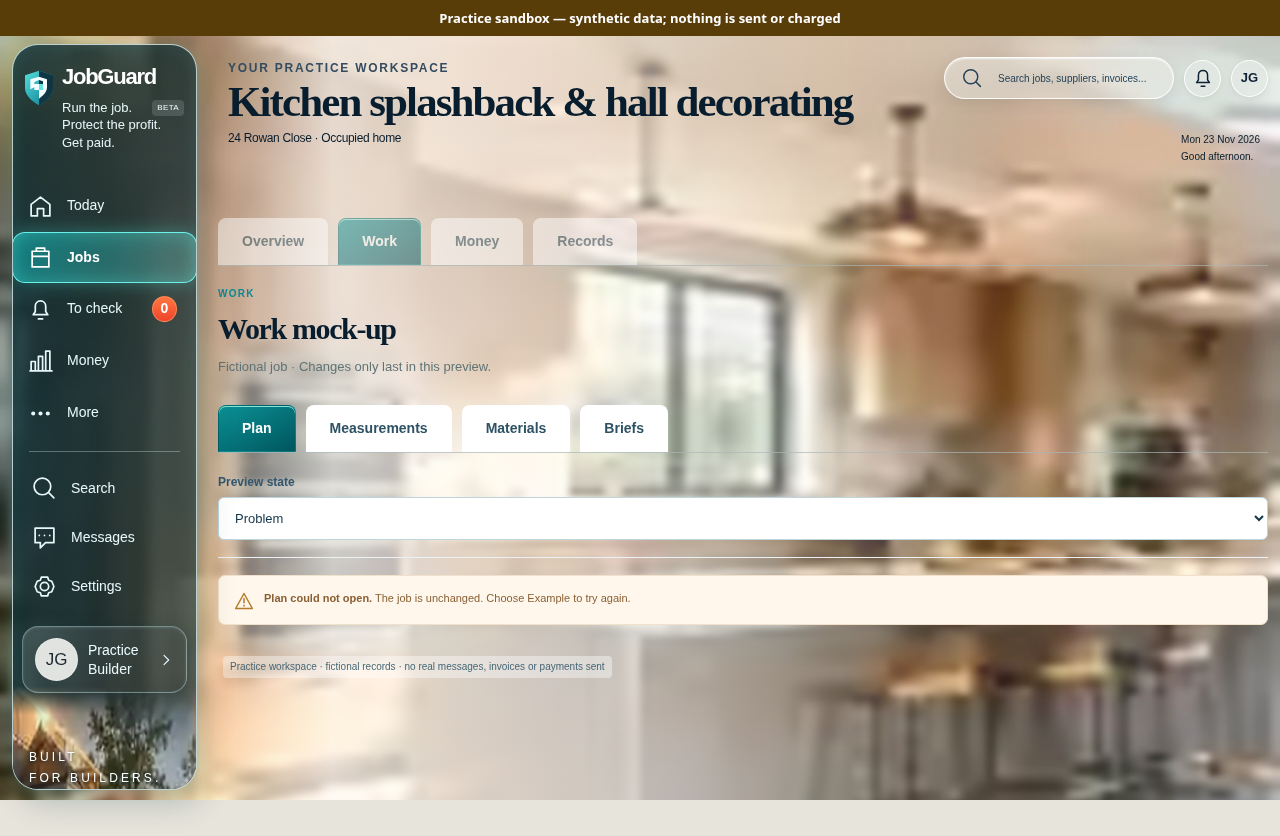 Practice sandbox — synthetic data; nothing is sent or charged
JobGuard
Run the job.
BETA
Protect the profit.
Get paid.
Today
Jobs
To check
0
Money
More
Search
Messages
Settings
JG
Practice
Builder
BUILT
FOR BUILDERS.
YOUR PRACTICE WORKSPACE
Kitchen splashback & hall decorating
24 Rowan Close · Occupied home
Search jobs, suppliers, invoices...
JG
Mon 23 Nov 2026
Good afternoon.
Overview
Work
Money
Records
WORK
Work mock-up
Fictional job · Changes only last in this preview.
Plan
Measurements
Materials
Briefs
Preview state
Problem
Plan could not open. The job is unchanged. Choose Example to try again.
Practice workspace · fictional records · no real messages, invoices or payments sent